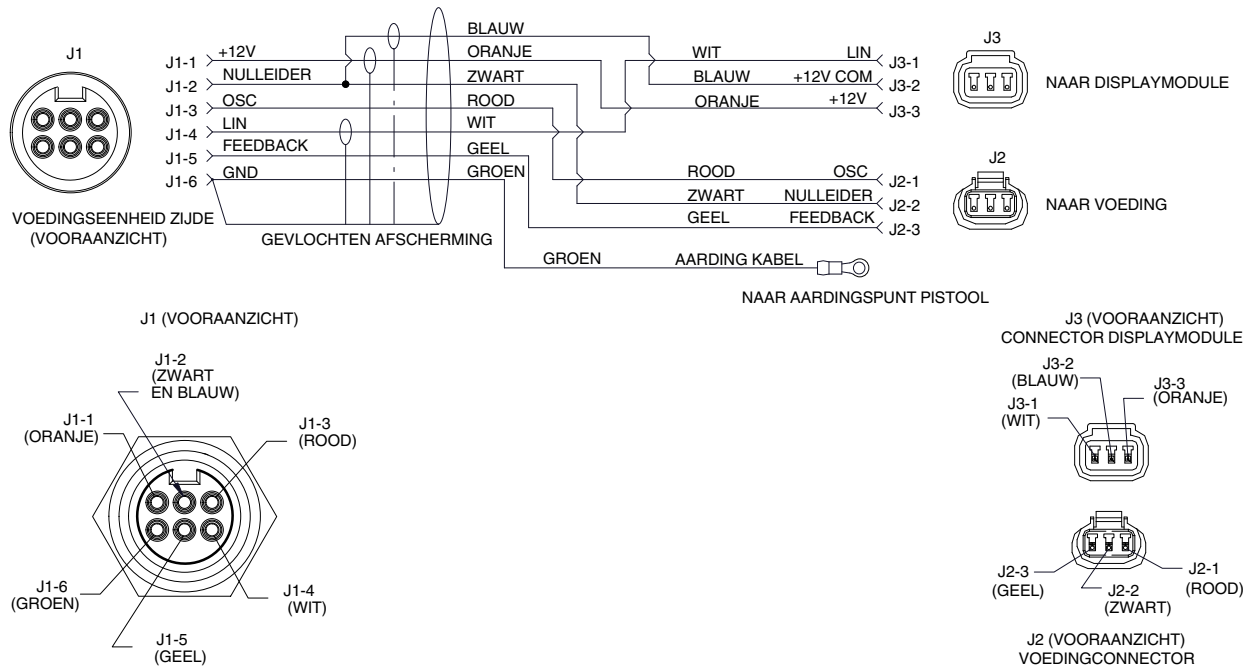 J1
VOEDINGSEENHEID ZIJDE
(VOORAANZICHT)
J1-1 +12V
J1-2 NULLEIDER
J1-3 OSC
J1-4 LIN
J1-5 FEEDBACK
J1-6 GND
GEVLOCHTEN AFSCHERMING
BLAUW
ORANJE
ZWART
ROOD
WIT
GEEL
GROEN
WIT LIN J3-1
BLAUW +12V COM J3-2
ORANJE +12V J3-3
J3
NAAR DISPLAYMODULE
ROOD OSC J2-1
ZWART NULLEIDER J2-2
GEEL FEEDBACK J2-3
J2
NAAR VOEDING
GROEN AARDING KABEL
NAAR AARDINGSPUNT PISTOOL
J1 (VOORAANZICHT)
J1-2
(ZWART
EN BLAUW)
J1-1
(ORANJE)
J1-3
(ROOD)
J1-6
(GROEN)
J1-4
(WIT)
J1-5
(GEEL)
J3 (VOORAANZICHT)
CONNECTOR DISPLAYMODULE
J3-2
(BLAUW)
J3-3
(ORANJE)
J3-1
(WIT)
J2-3
(GEEL)
J2-2
(ZWART)
J2-1
(ROOD)
J2 (VOORAANZICHT)
VOEDINGCONNECTOR